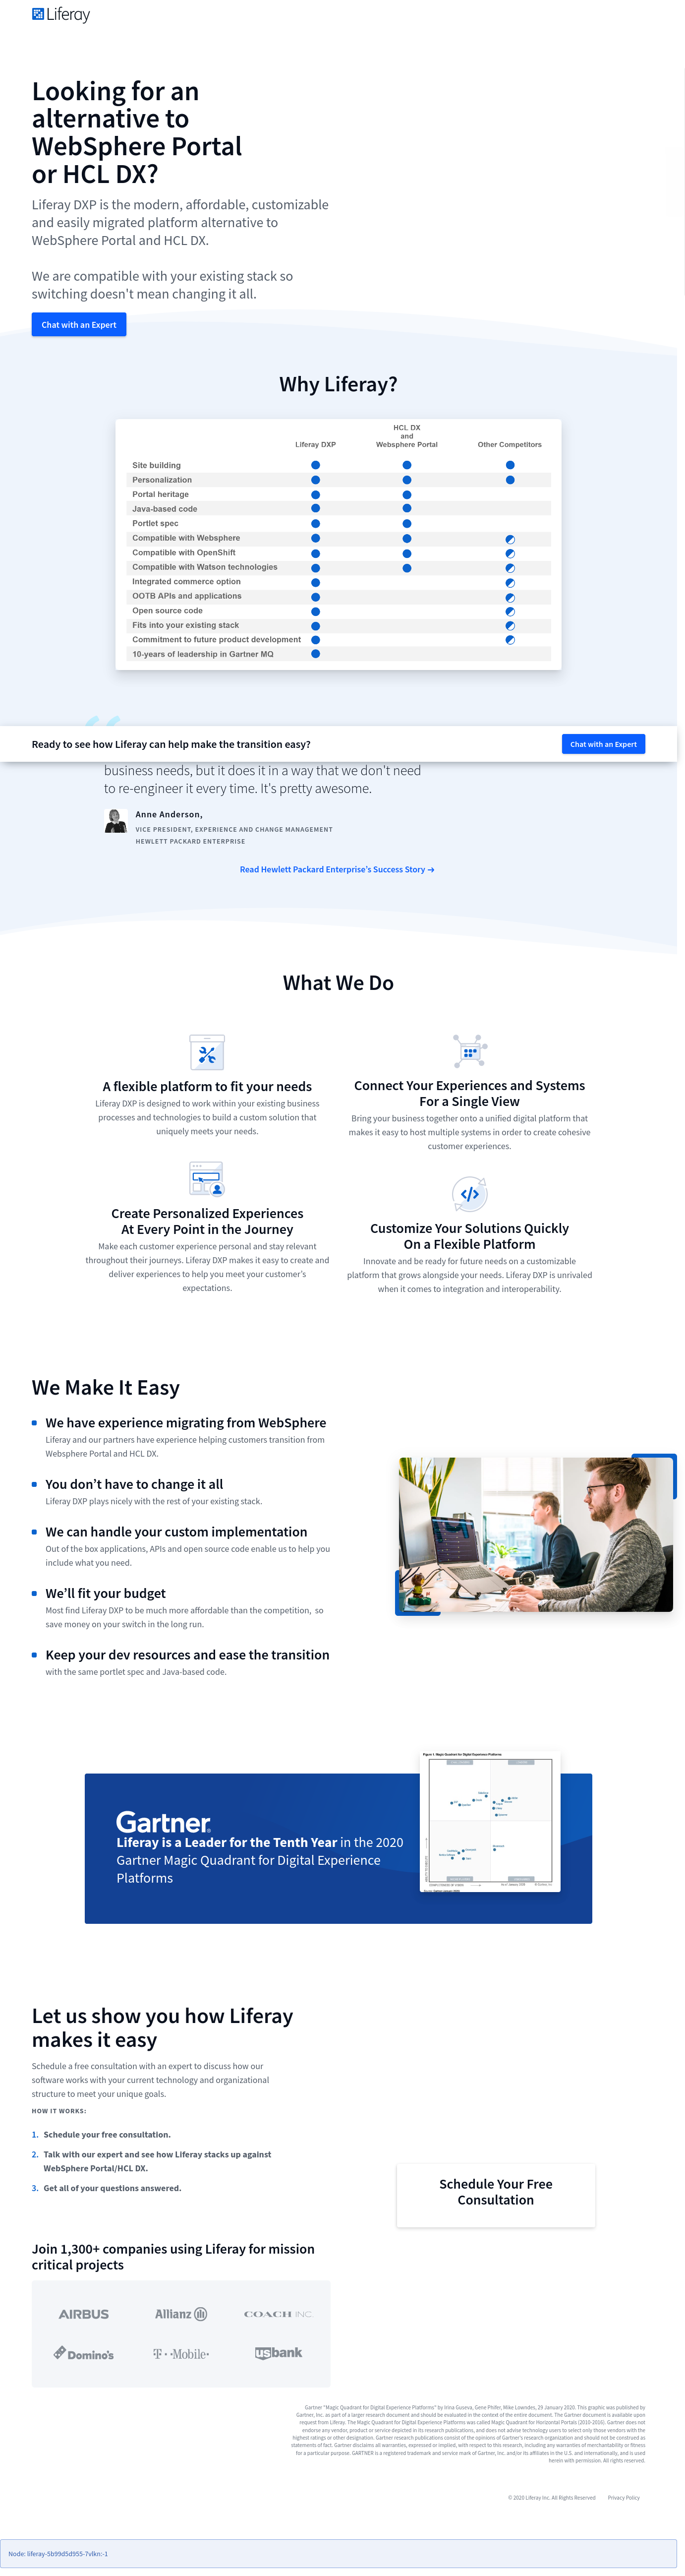 Liferay
Looking for an
alternative to
WebSphere Portal
or HCL DX?
Liferay DXP is the modern, affordable, customizable
and easily migrated platform alternative to
WebSphere Portal and HCL DX.
We are compatible with your existing stack so
switching doesn't mean changing it all.
Chat with an Expert
Why Liferay?
HCL DX
and
Liferay DXP Websphere Portal Other Competitors
Site building
Personalization
Portal heritage
Java-based code
Portlet spec
Compatible with Websphere
Compatible with OpenShift
Compatible with Watson technologies
Integrated commerce option
OOTB APIs and applications
Open source code
Fits into your existing stack
Commitment to future product development
10-years of leadership in Gartner MQ
Ready to see how Liferay can help make the transition easy?
Chat with an Expert
business needs, but it does it in a way that we don't need
to re-engineer it every time. It's pretty awesome.
Anne Anderson,
VICE PRESIDENT, EXPERIENCE AND CHANGE MANAGEMENT
HEWLETT PACKARD ENTERPRISE
Read Hewlett Packard Enterprise's Success Story →
What We Do
A flexible platform to fit your needs
Liferay DXP is designed to work within your existing business
processes and technologies to build a custom solution that
uniquely meets your needs.
Connect Your Experiences and Systems
For a Single View
Bring your business together onto a unified digital platform that
makes it easy to host multiple systems in order to create cohesive
customer experiences.
Create Personalized Experiences
At Every Point in the Journey
Make each customer experience personal and stay relevant
throughout their journeys. Liferay DXP makes it easy to create and
deliver experiences to help you meet your customer's
expectations.
Customize Your Solutions Quickly
On a Flexible Platform
Innovate and be ready for future needs on a customizable
platform that grows alongside your needs. Liferay DXP is unrivaled
when it comes to integration and interoperability.
We Make It Easy
We have experience migrating from WebSphere
Liferay and our partners have experience helping customers transition from
Websphere Portal and HCL DX.
You don't have to change it all
Liferay DXP plays nicely with the rest of your existing stack.
We can handle your custom implementation
Out of the box applications, APIs and open source code enable us to help you
include what you need.
We'll fit your budget
Most find Liferay DXP to be much more affordable than the competition, so
save money on your switch in the long run.
Keep your dev resources and ease the transition
with the same portlet spec and Java-based code.
Gartner
Liferay is a Leader for the Tenth Year in the 2020
Gartner Magic Quadrant for Digital Experience
Platforms
Figure 1. Magic Quadrant for Digital Experience Platforms
Let us show you how Liferay
makes it easy
Schedule a free consultation with an expert to discuss how our
software works with your current technology and organizational
structure to meet your unique goals.
HOW IT WORKS:
1. Schedule your free consultation.
2. Talk with our expert and see how Liferay stacks up against
WebSphere Portal/HCL DX.
3. Get all of your questions answered.
Schedule Your Free
Consultation
Join 1,300+ companies using Liferay for mission
critical projects
AIRBUS
Allianz
COACH INC.
Domino's
T··Mobile·
usbank
Gartner "Magic Quadrant for Digital Experience Platforms" by Irina Guseva, Gene Phifer, Mike Lowndes, 29 January 2020. This graphic was published by
Gartner, Inc. as part of a larger research document and should be evaluated in the context of the entire document. The Gartner document is available upon
request from Liferay. The Magic Quadrant for Digital Experience Platforms was called Magic Quadrant for Horizontal Portals (2010-2016). Gartner does not
endorse any vendor, product or service depicted in its research publications, and does not advise technology users to select only those vendors with the
highest ratings or other designation. Gartner research publications consist of the opinions of Gartner's research organization and should not be construed as
statements of fact. Gartner disclaims all warranties, expressed or implied, with respect to this research, including any warranties of merchantability or fitness
for a particular purpose. GARTNER is a registered trademark and service mark of Gartner, Inc. and/or its affiliates in the U.S. and internationally, and is used
herein with permission. All rights reserved.
© 2020 Liferay Inc. All Rights Reserved
Privacy Policy
Node: liferay-5b99d5d955-7vlkn:-1